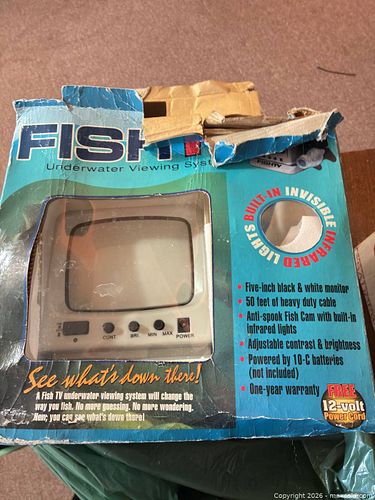 FISH
Underwater Viewing Sys
BUILT-IN INVISIBLE INFRARED LIGHTS
• Five-inch black & white monitor
• 50 feet of heavy duty cable
• Anti-spook Fish Cam with built-in
infrared lights
• Adjustable contrast & brightness
• Powered by 10-C batteries
(not included)
• One-year warranty
CONT BRI. MIN MAX POWER
See what's down there!
A Fish TV underwater viewing system will change the
way you fish. No more guessing. No more wondering.
Now, you can see what's down there!
FREE
12-volt
Power Cord
Copyright 2026 -